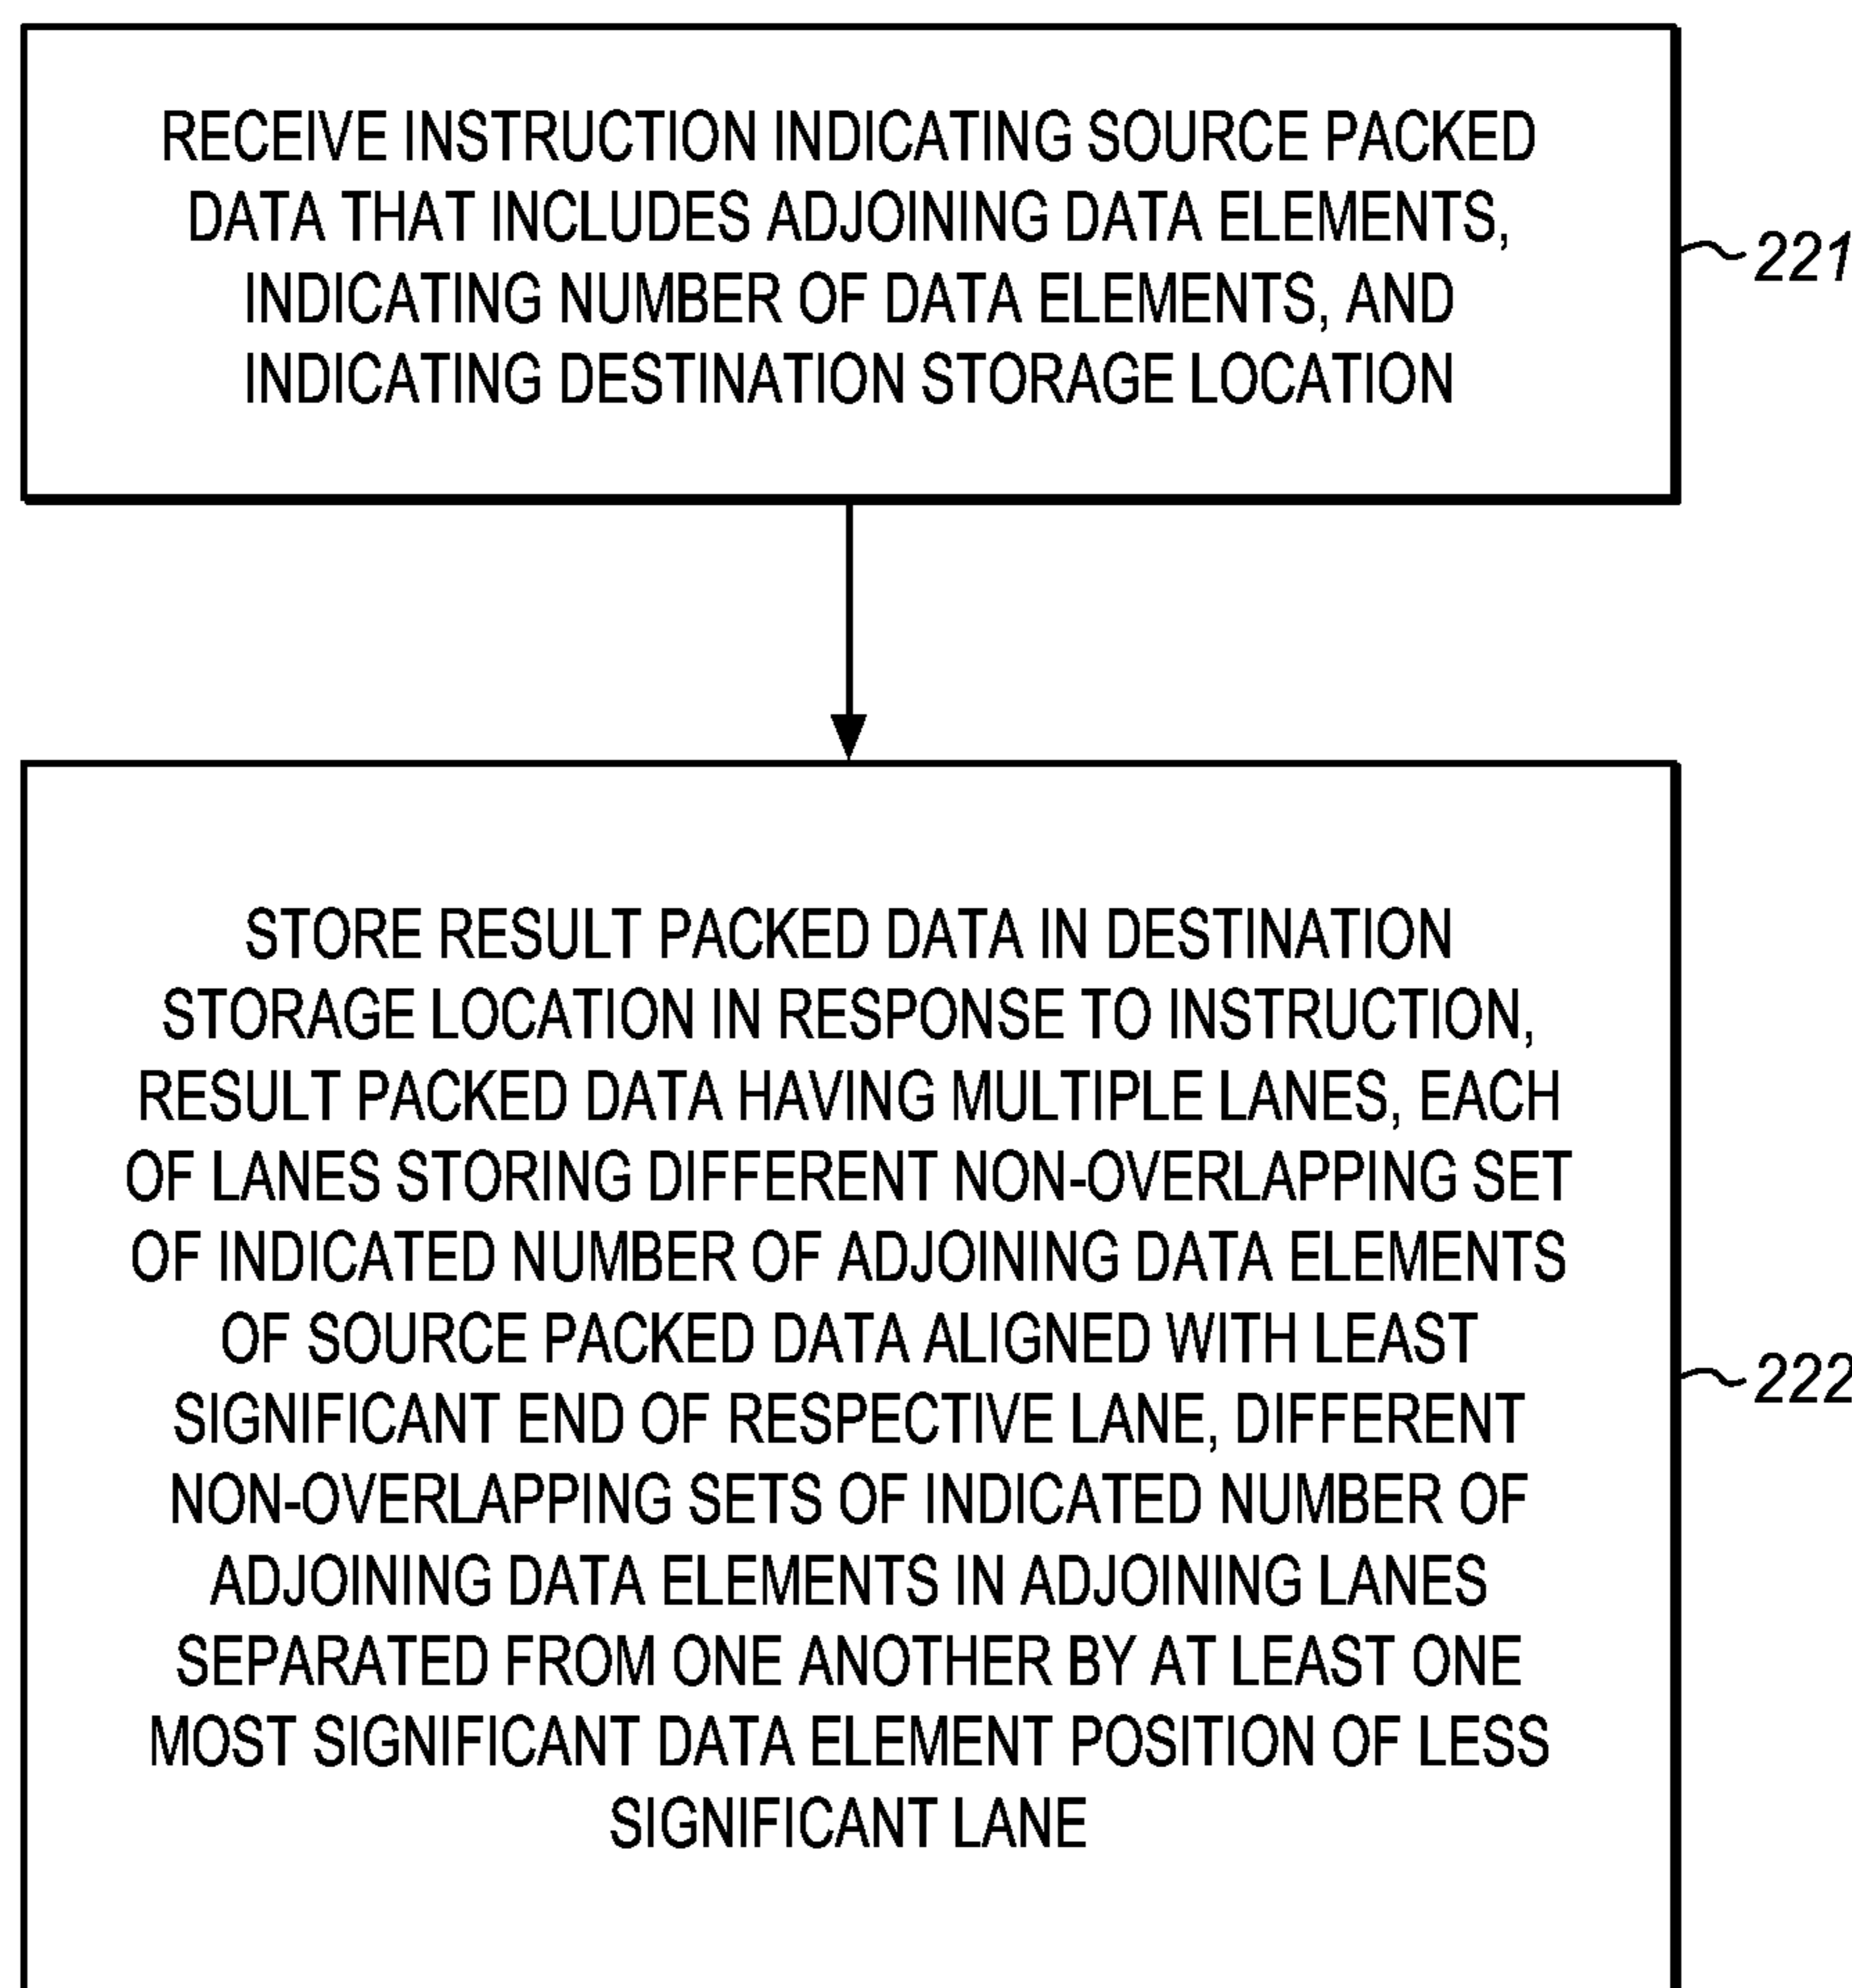 RECEIVE INSTRUCTION INDICATING SOURCE PACKED
DATA THAT INCLUDES ADJOINING DATA ELEMENTS,
INDICATING NUMBER OF DATA ELEMENTS, AND
INDICATING DESTINATION STORAGE LOCATION
221
STORE RESULT PACKED DATA IN DESTINATION
STORAGE LOCATION IN RESPONSE TO INSTRUCTION,
RESULT PACKED DATA HAVING MULTIPLE LANES, EACH
OF LANES STORING DIFFERENT NON-OVERLAPPING SET
OF INDICATED NUMBER OF ADJOINING DATA ELEMENTS
OF SOURCE PACKED DATA ALIGNED WITH LEAST
SIGNIFICANT END OF RESPECTIVE LANE, DIFFERENT
NON-OVERLAPPING SETS OF INDICATED NUMBER OF
ADJOINING DATA ELEMENTS IN ADJOINING LANES
SEPARATED FROM ONE ANOTHER BY AT LEAST ONE
MOST SIGNIFICANT DATA ELEMENT POSITION OF LESS
SIGNIFICANT LANE
222